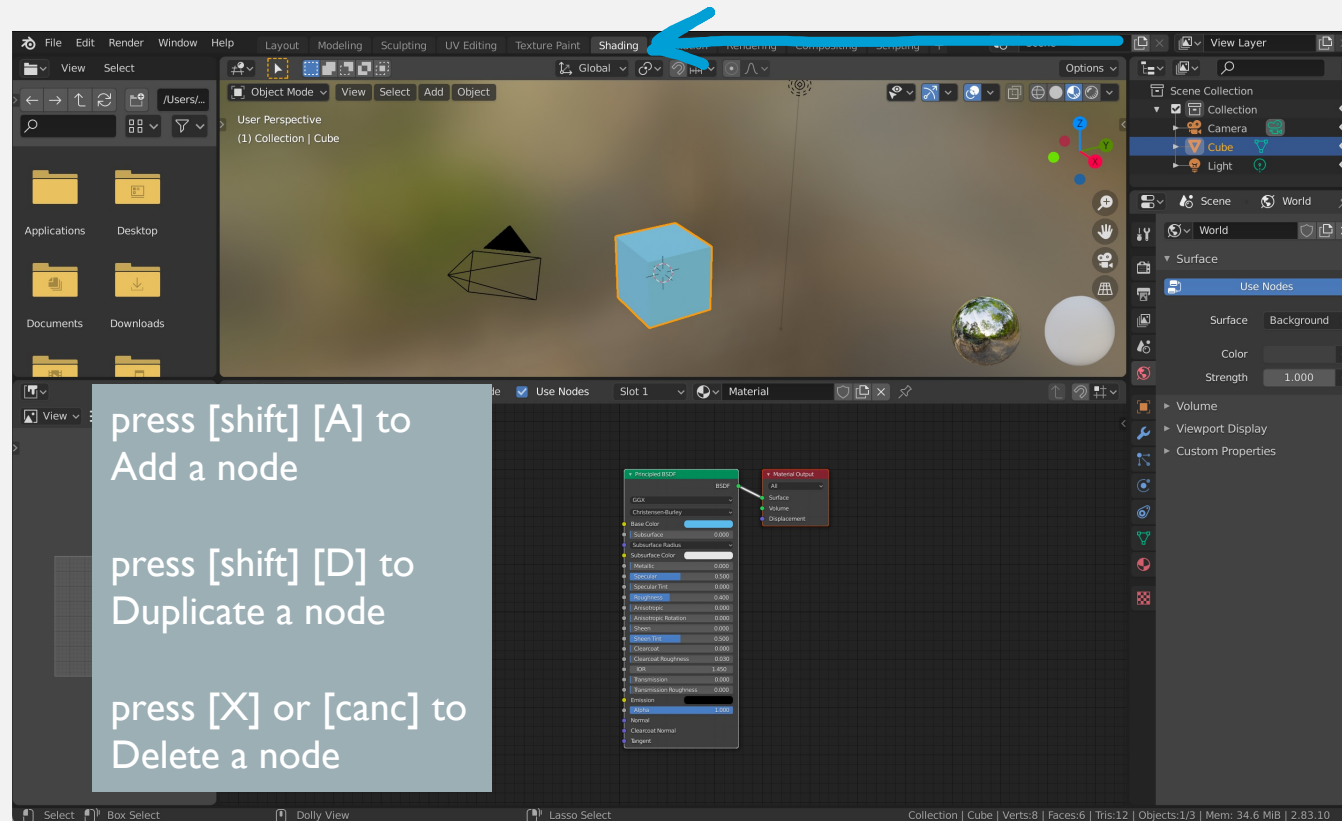 File Edit Render Window Help Layout Modeling Sculpting UV Editing Texture Paint Shading Rendering Compositing Scripting + Scene View Layer
View Select Global Options
Object Mode View Select Add Object
/Users/...
User Perspective
(1) Collection | Cube
Z
Y
X
Applications Desktop
Documents Downloads
Scene Collection
Collection
Camera
Cube
Light
Scene World
World
Surface
Use Nodes
Surface Background
Color
Strength 1.000
Volume
Viewport Display
Custom Properties
Use Nodes Slot 1 Material
View
press [shift] [A] to
Add a node
press [shift] [D] to
Duplicate a node
press [X] or [canc] to
Delete a node
Principled BSDF
BSDF
GGX
Christensen-Burley
Base Color
Subsurface 0.000
Subsurface Radius
Subsurface Color
Metallic 0.000
Specular 0.500
Specular Tint 0.000
Roughness 0.400
Anisotropic 0.000
Anisotropic Rotation 0.000
Sheen 0.000
Sheen Tint 0.500
Clearcoat 0.000
Clearcoat Roughness 0.030
IOR 1.450
Transmission 0.000
Transmission Roughness 0.000
Emission
Alpha 1.000
Normal
Clearcoat Normal
Tangent
Material Output
All
Surface
Volume
Displacement
Select Box Select Dolly View Lasso Select Collection | Cube | Verts:8 | Faces:6 | Tris:12 | Objects:1/3 | Mem: 34.6 MiB | 2.83.10